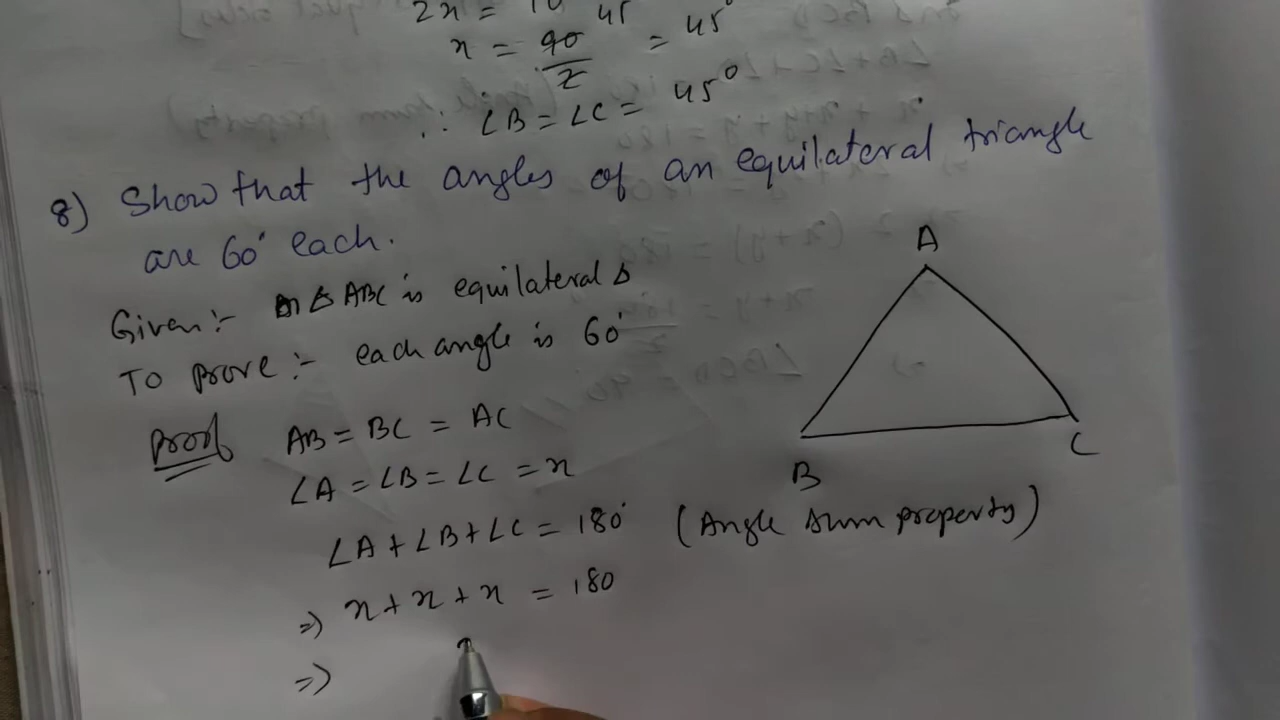 2x = 
x = 90/2 = 45°
∴ ∠B = ∠C = 45°
8) Show that the angles of an equilateral triangle
are 60° each.
Given :- △ ABC is equilateral △
To prove :- each angle is 60°
Proof
AB = BC = AC
∠A = ∠B = ∠C = x
∠A + ∠B + ∠C = 180° (Angle sum property)
⇒ x + x + x = 180
⇒
A
B
C